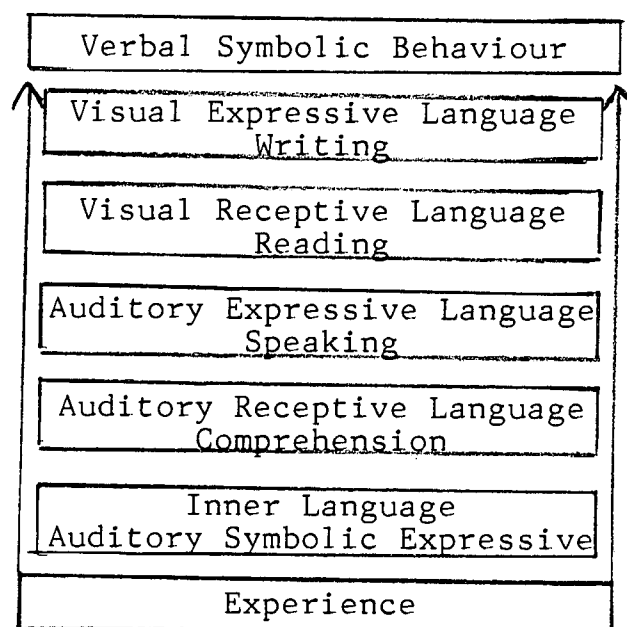 Verbal Symbolic Behaviour
Visual Expressive Language
Writing
Visual Receptive Language
Reading
Auditory Expressive Language
Speaking
Auditory Receptive Language
Comprehension
Inner Language
Auditory Symbolic Expressive
Experience